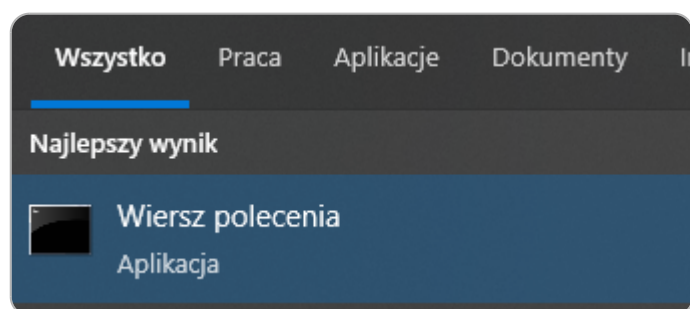 Wszystko Praca Aplikacje Dokumenty
Najlepszy wynik
Wiersz polecenia
Aplikacja